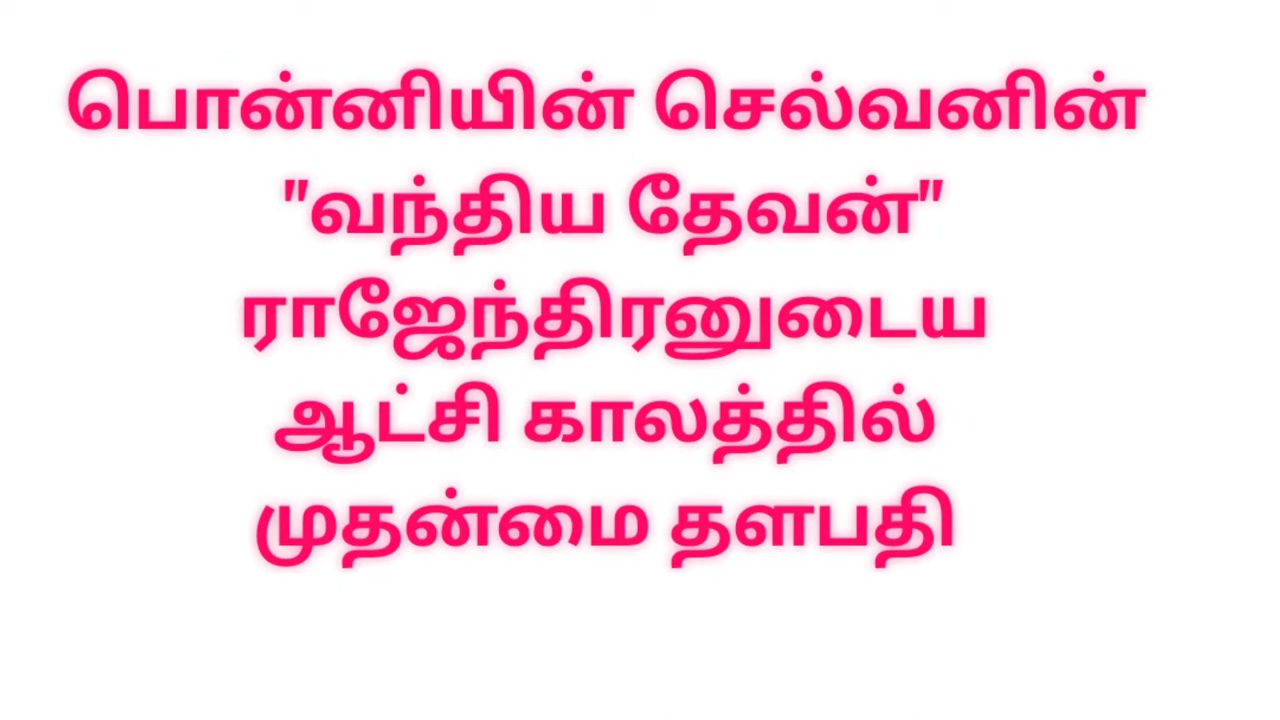 பொன்னியின் செல்வனின்
"வந்திய தேவன்"
ராஜேந்திரனுடைய
ஆட்சி காலத்தில்
முதன்மை தளபதி